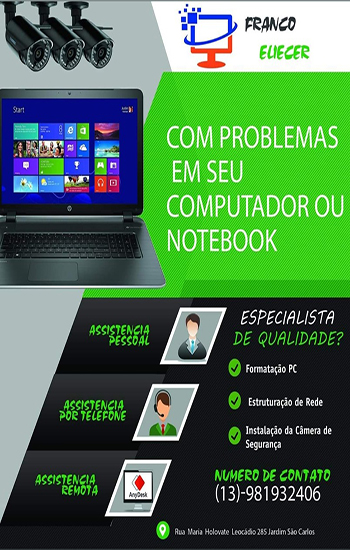 FRANCO
ELIECER
Start
COM PROBLEMAS
EM SEU
COMPUTADOR OU
NOTEBOOK
ASSISTENCIA
PESSOAL
ESPECIALISTA
DE QUALIDADE?
Formatação PC
ASSISTENCIA
POR TELEFONE
Estruturação de Rede
Instalação da Câmera de
Segurança
ASSISTENCIA
REMOTA
AnyDesk
NUMERO DE CONTATO
(13)-981932406
Rua Maria Holovate Leocádio 285 Jardim São Carlos